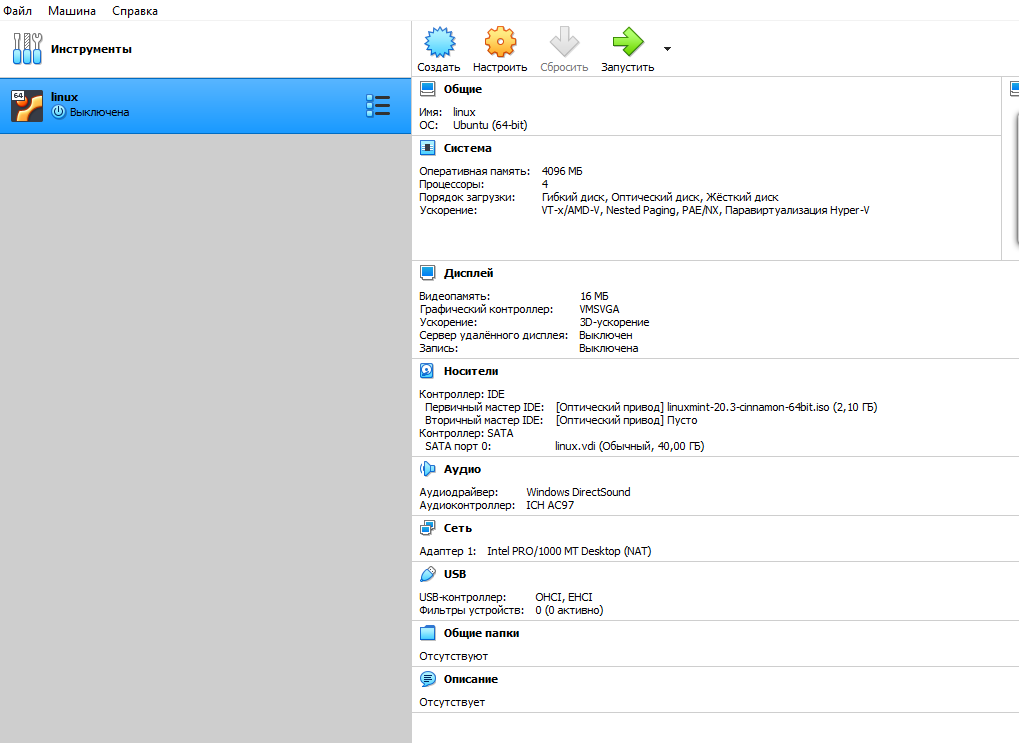 Файл Машина Справка
Инструменты
64
linux
Выключена
Создать Настроить Сбросить Запустить
Общие
Имя: linux
ОС: Ubuntu (64-bit)
Система
Оперативная память: 4096 МБ
Процессоры: 4
Порядок загрузки: Гибкий диск, Оптический диск, Жёсткий диск
Ускорение: VT-x/AMD-V, Nested Paging, PAE/NX, Паравиртуализация Hyper-V
Дисплей
Видеопамять: 16 МБ
Графический контроллер: VMSVGA
Ускорение: 3D-ускорение
Сервер удалённого дисплея: Выключен
Запись: Выключена
Носители
Контроллер: IDE
Первичный мастер IDE: [Оптический привод] linuxmint-20.3-cinnamon-64bit.iso (2,10 ГБ)
Вторичный мастер IDE: [Оптический привод] Пусто
Контроллер: SATA
SATA порт 0: linux.vdi (Обычный, 40,00 ГБ)
Аудио
Аудиодрайвер: Windows DirectSound
Аудиоконтроллер: ICH AC97
Сеть
Адаптер 1: Intel PRO/1000 MT Desktop (NAT)
USB
USB-контроллер: OHCI, EHCI
Фильтры устройств: 0 (0 активно)
Общие папки
Отсутствуют
Описание
Отсутствует